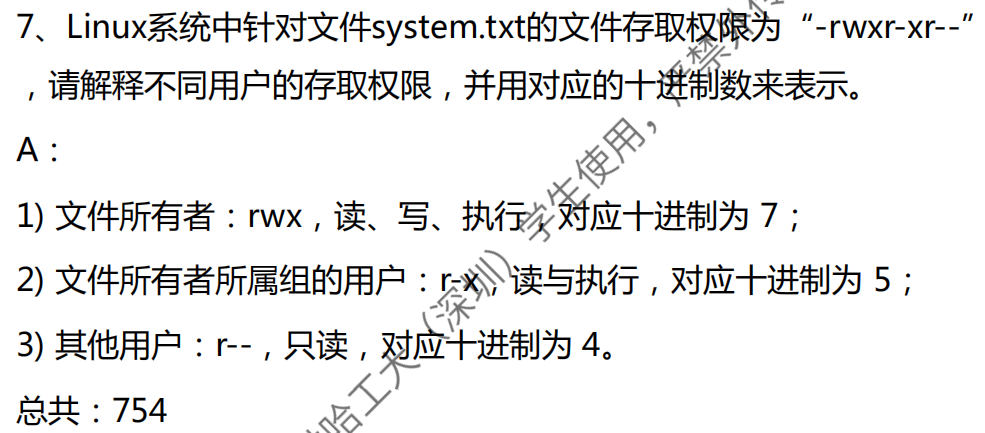 7、Linux系统中针对文件system.txt的文件存取权限为“-rwxr-xr--”
，请解释不同用户的存取权限，并用对应的十进制数来表示。
A：
1) 文件所有者：rwx，读、写、执行，对应十进制为 7；
2) 文件所有者所属组的用户：r-x，读与执行，对应十进制为 5；
3) 其他用户：r--，只读，对应十进制为 4。
总共：754
哈工大（深圳）学生使用，严禁外传